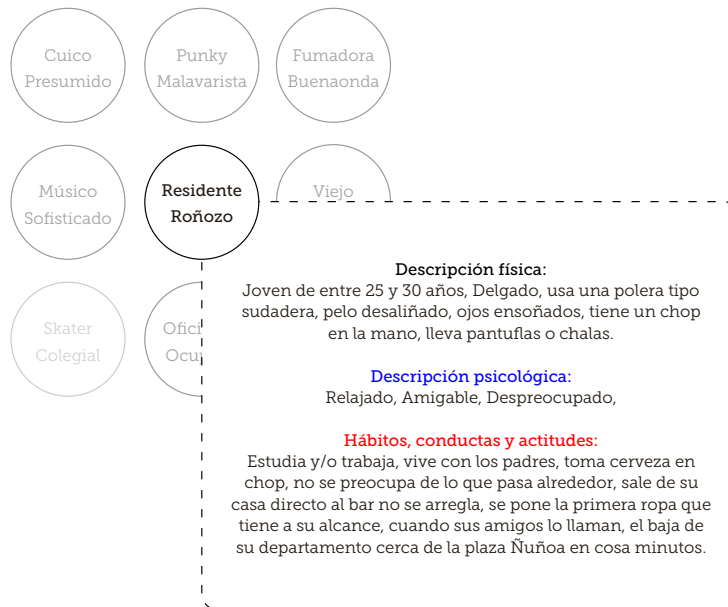 Cuico
Presumido
Punky
Malavarista
Fumadora
Buenaonda
Músico
Sofisticado
Residente
Roñozo
Viejo
Skater
Colegial
Descripción física:
Joven de entre 25 y 30 años, Delgado, usa una polera tipo
sudadera, pelo desaliñado, ojos ensoñados, tiene un chop
en la mano, lleva pantuflas o chalas.
Descripción psicológica:
Relajado, Amigable, Despreocupado,
Hábitos, conductas y actitudes:
Estudia y/o trabaja, vive con los padres, toma cerveza en
chop, no se preocupa de lo que pasa alrededor, sale de su
casa directo al bar no se arregla, se pone la primera ropa que
tiene a su alcance, cuando sus amigos lo llaman, el baja de
su departamento cerca de la plaza Ñuñoa en cosa minutos.